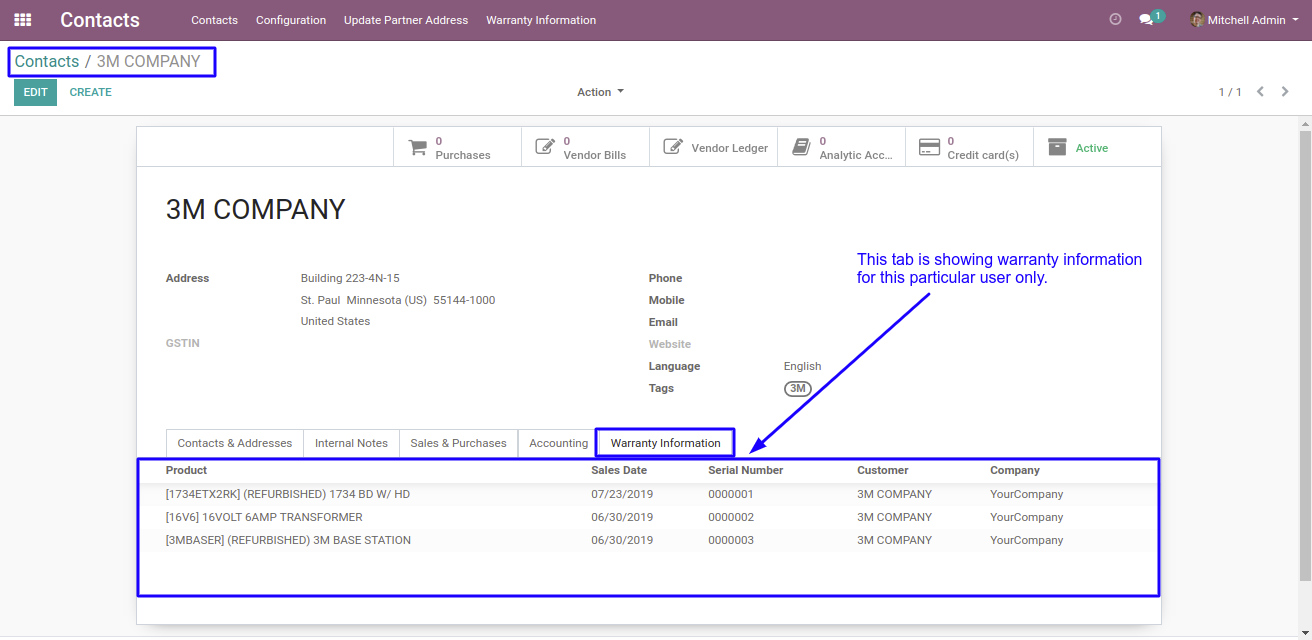 Contacts Contacts Configuration Update Partner Address Warranty Information 1 Mitchell Admin
Contacts / 3M COMPANY
EDIT CREATE Action 1 / 1
0 Purchases 0 Vendor Bills Vendor Ledger 0 Analytic Acc... 0 Credit card(s) Active
3M COMPANY
This tab is showing warranty information
for this particular user only.
Address Building 223-4N-15 Phone
St. Paul Minnesota (US) 55144-1000 Mobile
United States Email
GSTIN Website
Language English
Tags 3M
Contacts & Addresses Internal Notes Sales & Purchases Accounting Warranty Information
Product Sales Date Serial Number Customer Company
[1734ETX2RK] (REFURBISHED) 1734 BD W/ HD 07/23/2019 0000001 3M COMPANY YourCompany
[16V6] 16VOLT 6AMP TRANSFORMER 06/30/2019 0000002 3M COMPANY YourCompany
[3MBASER] (REFURBISHED) 3M BASE STATION 06/30/2019 0000003 3M COMPANY YourCompany